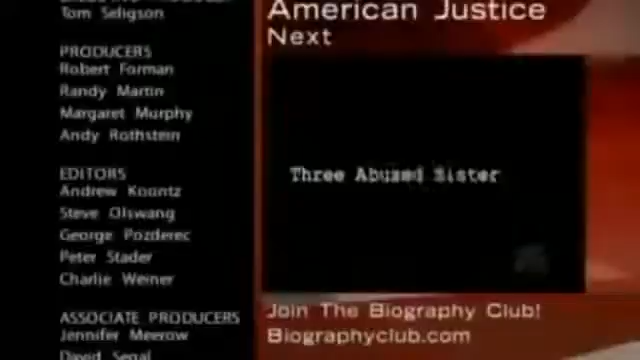 Tom Seligson
PRODUCERS
Robert Forman
Randy Martin
Margaret Murphy
Andy Rothstein
EDITORS
Andrew Koontz
Steve Olswang
George Pozderec
Peter Stader
Charlie Weiner
ASSOCIATE PRODUCERS
Jennifer Meerow
David Segal
American Justice
Next
Three Abused Sister
Join The Biography Club!
Biographyclub.com